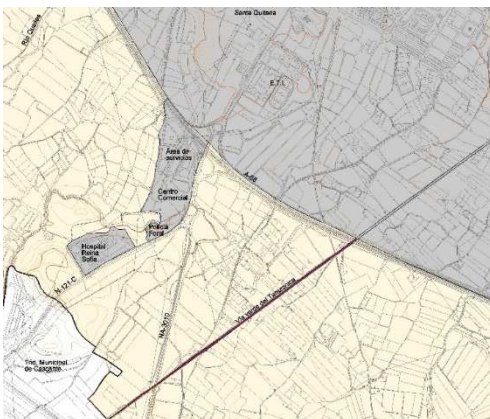 Santa Quiteria
Río Queiles
E.T.I.
Área de
servicios
A-68
Centro
Comercial
Policía
Foral
Hospital
Reina
Sofía
N-121-C
NA-3010
Vía verde del Tarazonica
Trno. Municipal
de Cascante